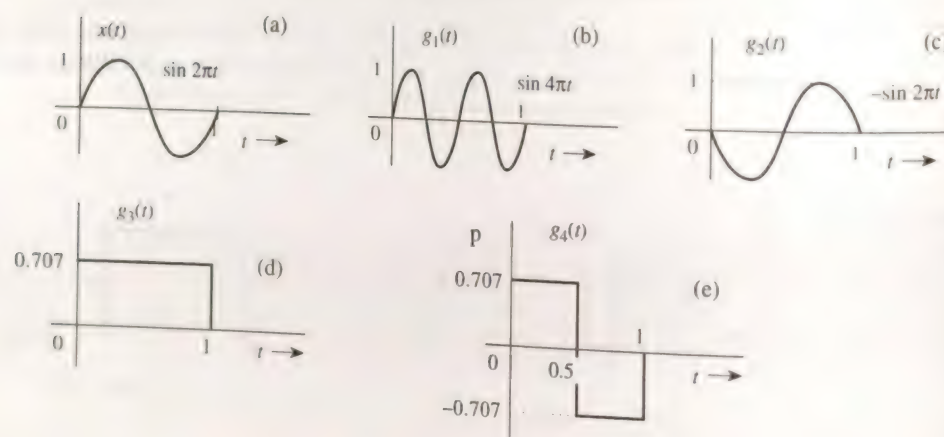 x(t)
(a)
1
sin 2πt
0
1
t →
g₁(t)
(b)
1
sin 4πt
0
1
t →
g₂(t)
(c
1
−sin 2πt
0
1
t →
g₃(t)
0.707
(d)
0
1
t →
p
g₄(t)
0.707
(e)
1
0
0.5
t →
−0.707